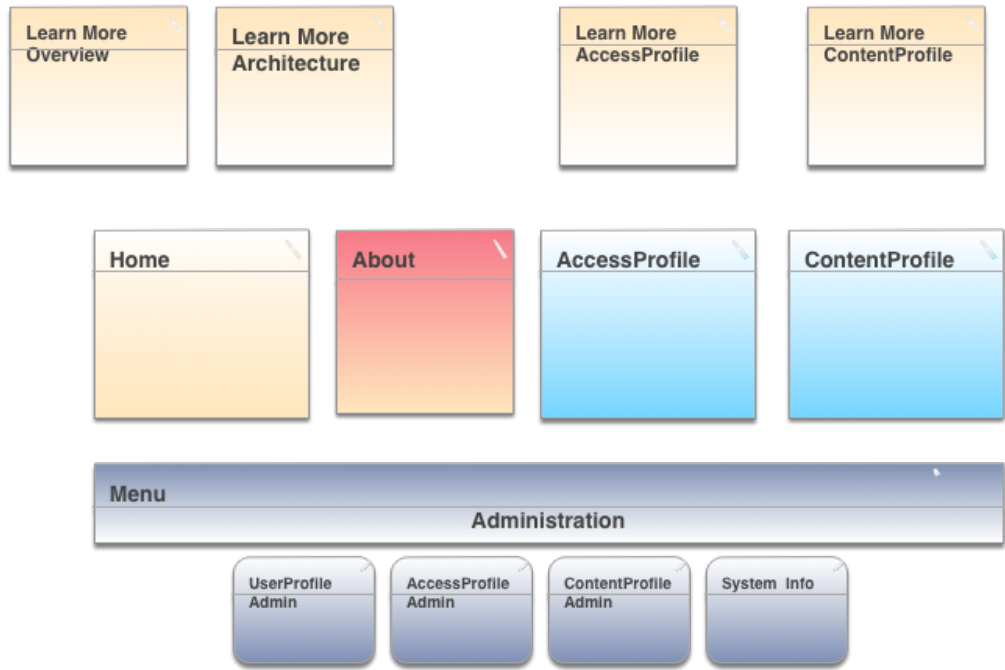 Learn More
Overview
Learn More
Architecture
Learn More
AccessProfile
Learn More
ContentProfile
Home
About
AccessProfile
ContentProfile
Menu
Administration
UserProfile
Admin
AccessProfile
Admin
ContentProfile
Admin
System Info